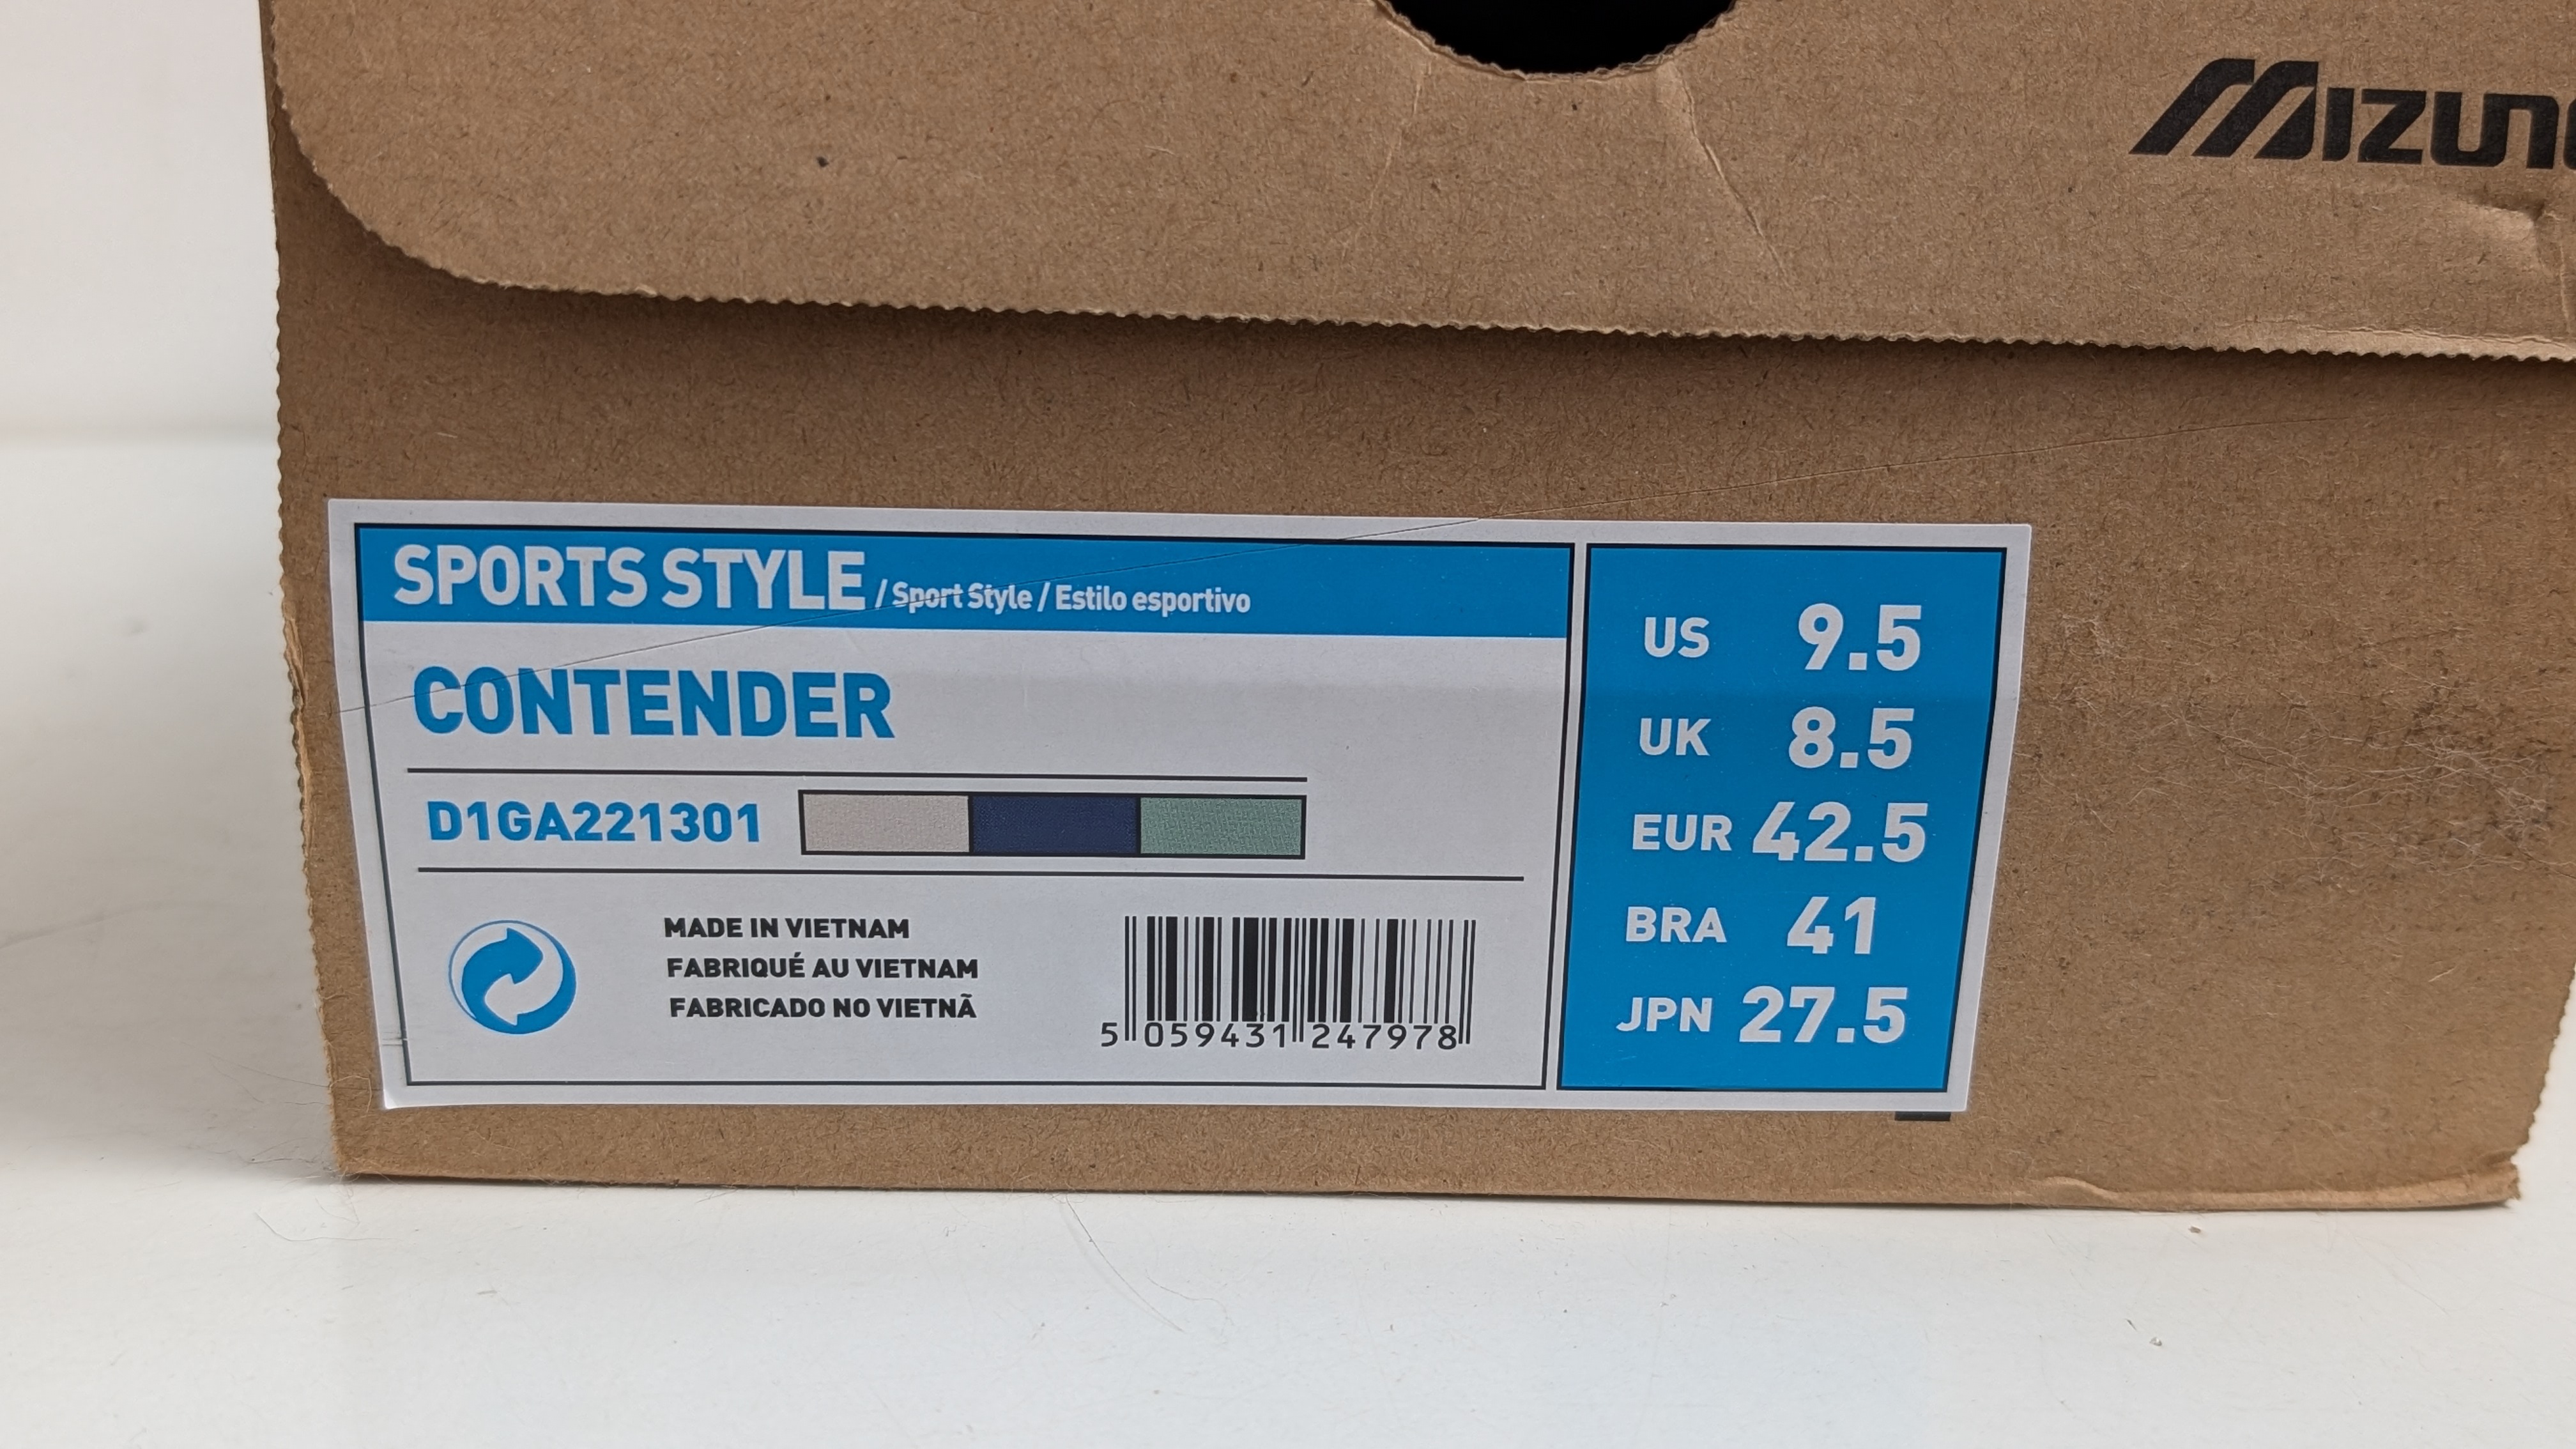 MIZUNO
SPORTS STYLE / Sport Style / Estilo esportivo
CONTENDER
D1GA221301
MADE IN VIETNAM
FABRIQUÉ AU VIETNAM
FABRICADO NO VIETNÃ
5 059431 247978
US 9.5
UK 8.5
EUR 42.5
BRA 41
JPN 27.5